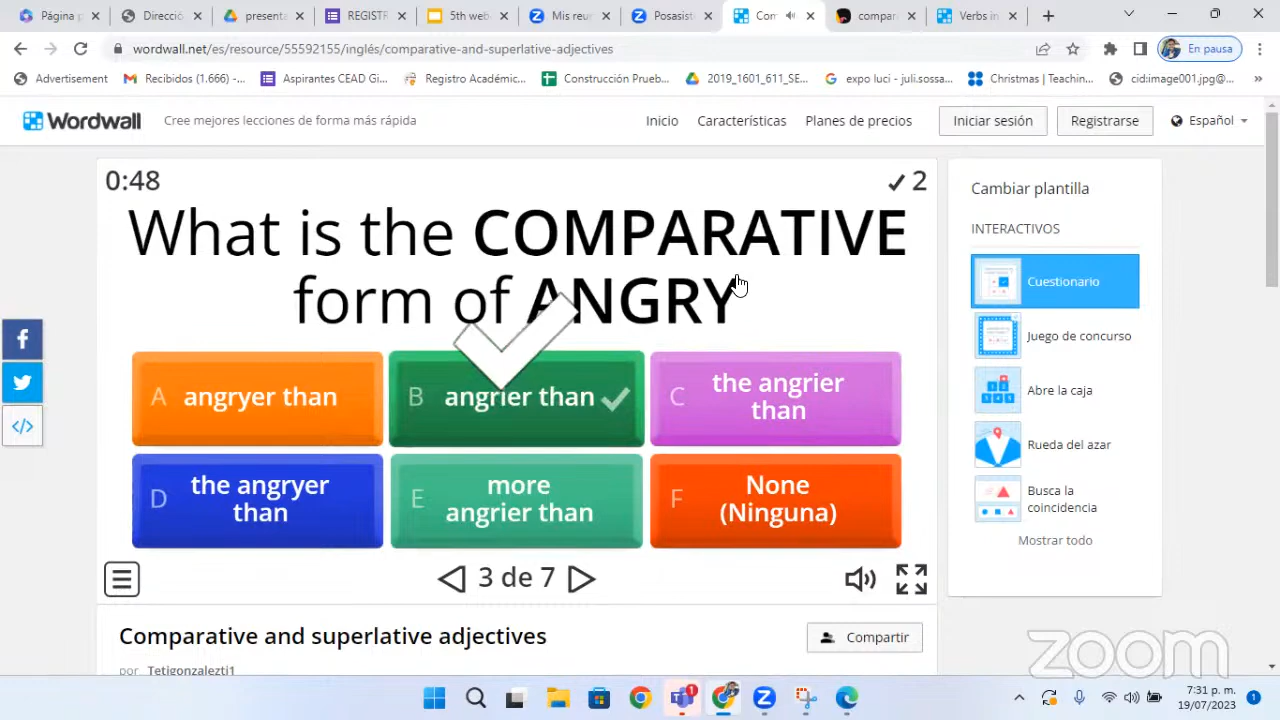 Página p
Direcció
presenta
REGISTR
5th web
Mis reu
Posasist
Cor
compar
Verbs in
wordwall.net/es/resource/55592155/inglés/comparative-and-superlative-adjectives
En pausa
Advertisement
Recibidos (1.666) -...
Aspirantes CEAD Gi...
Registro Académic...
Construcción Prueb...
2019_1601_611_SE...
expo luci - juli.sossa...
Christmas | Teachin...
cid:image001.jpg@...
»
Wordwall
Cree mejores lecciones de forma más rápida
Inicio
Características
Planes de precios
Iniciar sesión
Registrarse
Español
0:48
2
What is the COMPARATIVE
form of ANGRY
A angryer than
B angrier than
C the angrier
than
D the angryer
than
E more
angrier than
F None
(Ninguna)
3 de 7
Comparative and superlative adjectives
Compartir
por Tetigonzalezti1
Cambiar plantilla
INTERACTIVOS
Cuestionario
Juego de concurso
Abre la caja
Rueda del azar
Busca la
coincidencia
Mostrar todo
zoom
7:31 p. m.
19/07/2023
1